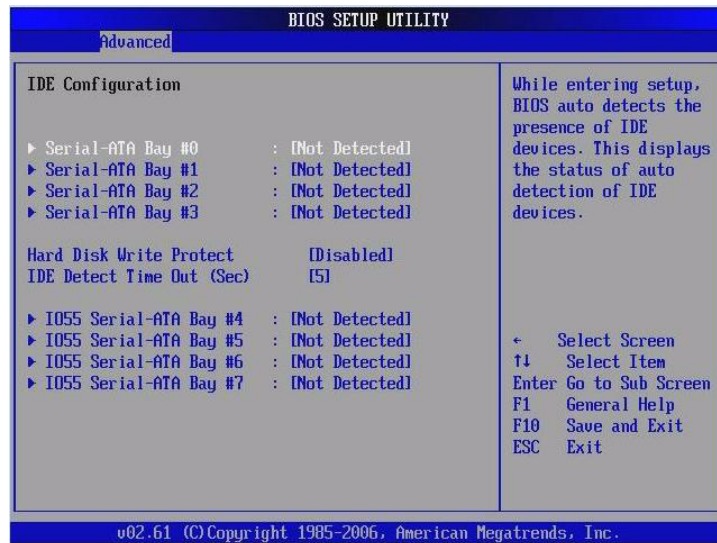 BIOS SETUP UTILITY
Advanced
IDE Configuration
▶ Serial-ATA Bay #0 : [Not Detected]
▶ Serial-ATA Bay #1 : [Not Detected]
▶ Serial-ATA Bay #2 : [Not Detected]
▶ Serial-ATA Bay #3 : [Not Detected]
Hard Disk Write Protect [Disabled]
IDE Detect Time Out (Sec) [5]
▶ IO55 Serial-ATA Bay #4 : [Not Detected]
▶ IO55 Serial-ATA Bay #5 : [Not Detected]
▶ IO55 Serial-ATA Bay #6 : [Not Detected]
▶ IO55 Serial-ATA Bay #7 : [Not Detected]
While entering setup,
BIOS auto detects the
presence of IDE
devices. This displays
the status of auto
detection of IDE
devices.
← Select Screen
↑↓ Select Item
Enter Go to Sub Screen
F1 General Help
F10 Save and Exit
ESC Exit
v02.61 (C)Copyright 1985-2006, American Megatrends, Inc.